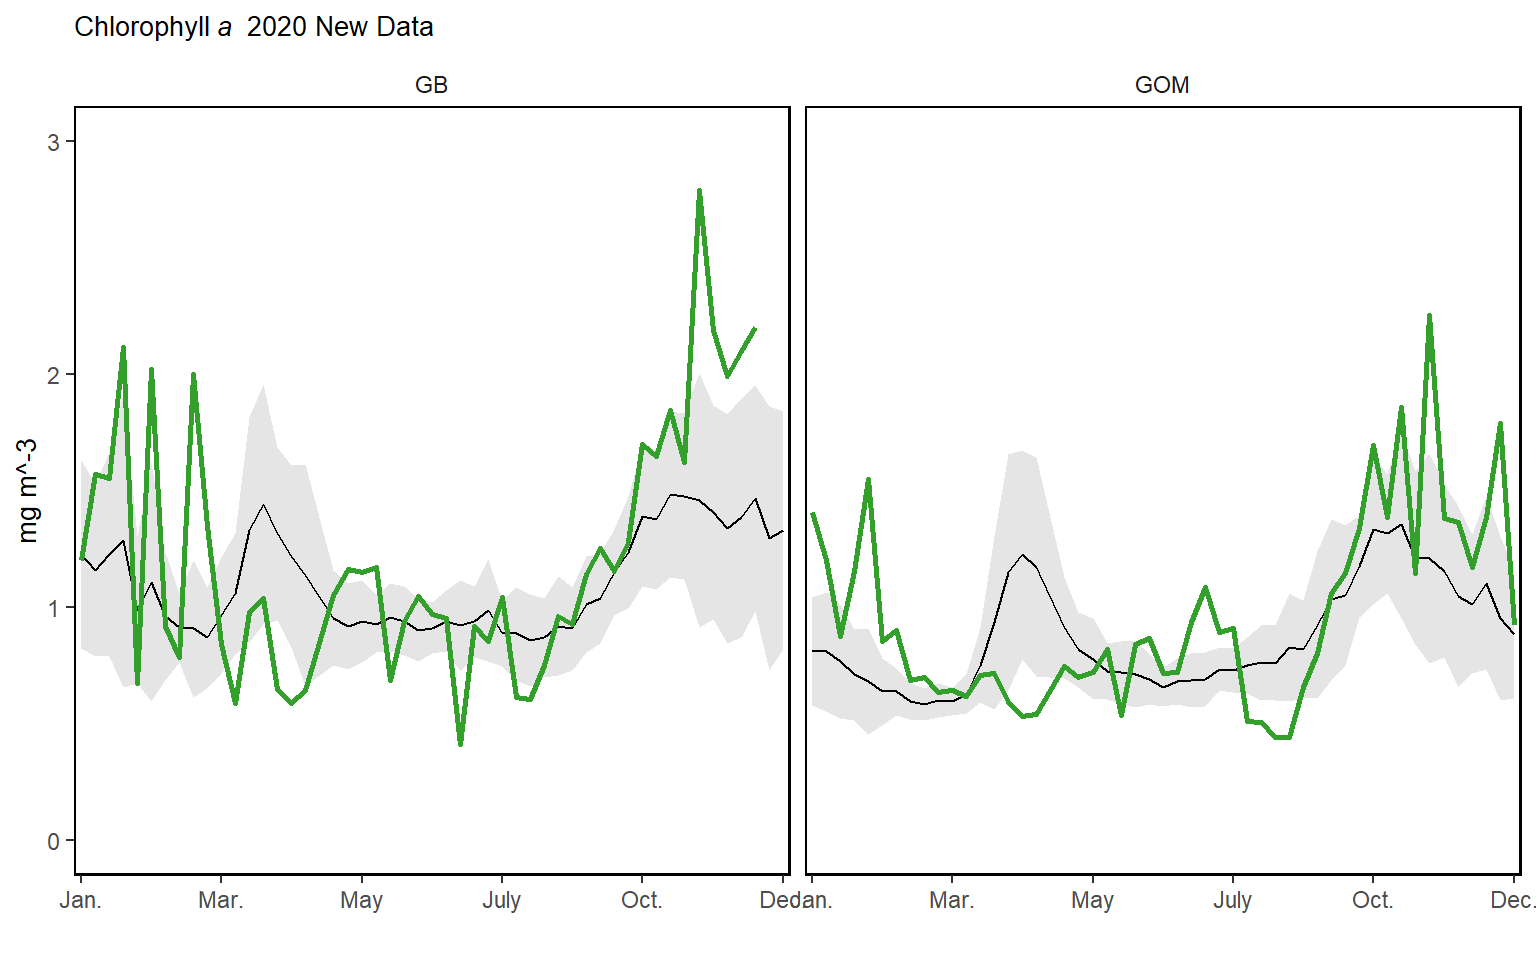 Chlorophyll a 2020 New Data
GB
GOM
3
2
1
0
mg m^-3
Jan. Mar. May July Oct. Dec.
Jan. Mar. May July Oct. Dec.